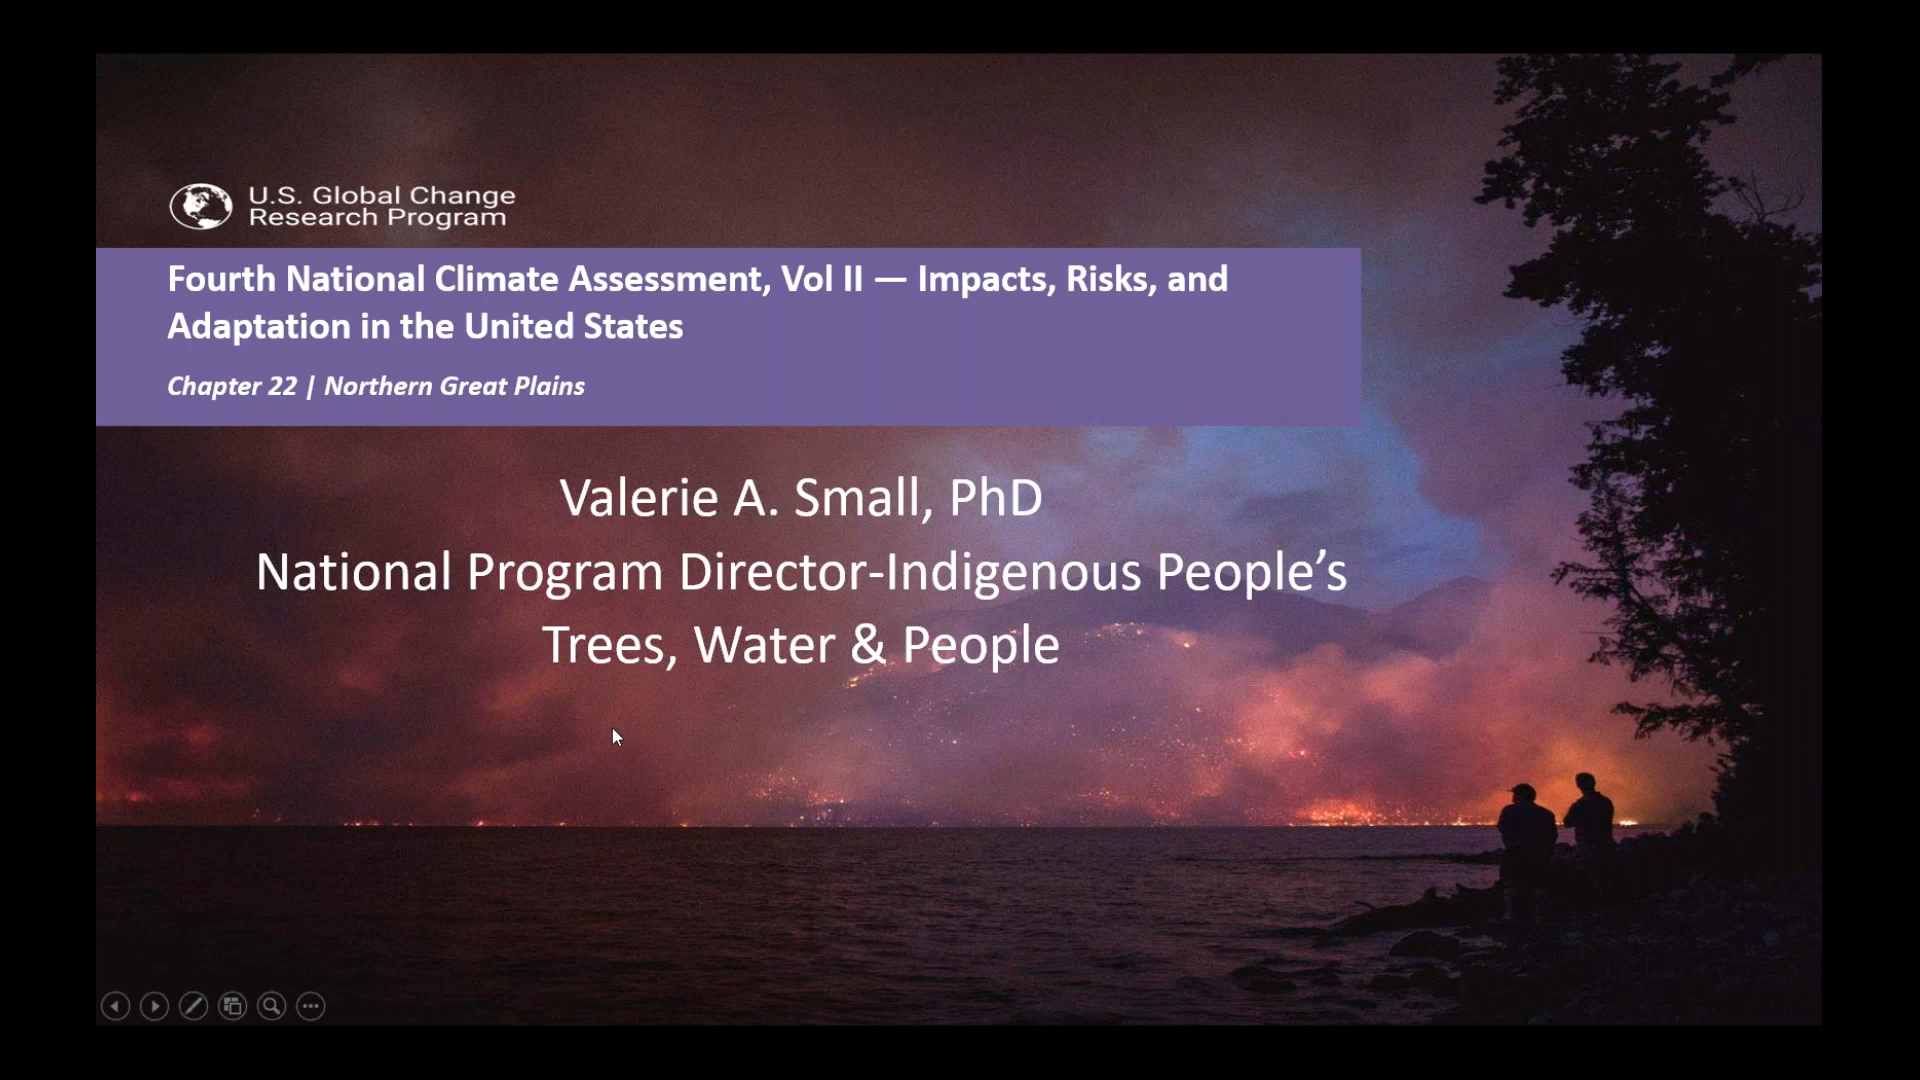 U.S. Global Change
Research Program
Fourth National Climate Assessment, Vol II — Impacts, Risks, and
Adaptation in the United States
Chapter 22 | Northern Great Plains
Valerie A. Small, PhD
National Program Director-Indigenous People’s
Trees, Water & People